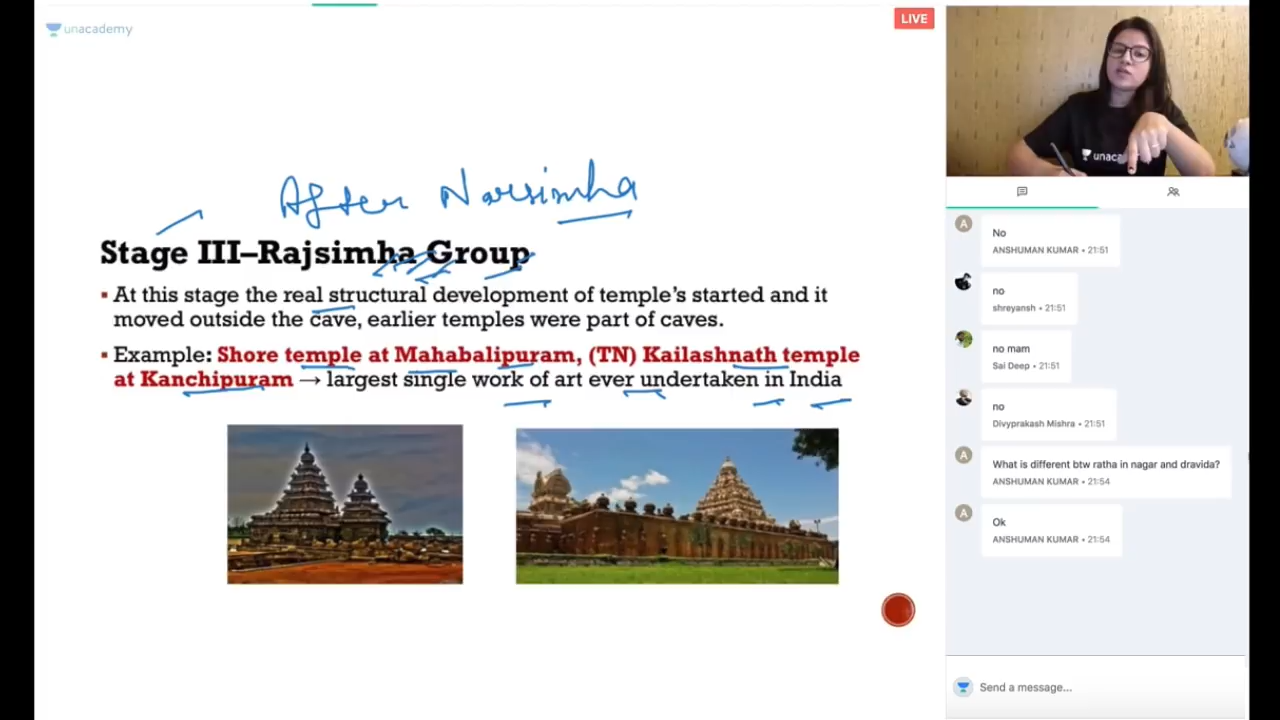 unacademy
LIVE
After Narsimha
Stage III–Rajsimha Group
▪ At this stage the real structural development of temple's started and it
moved outside the cave, earlier temples were part of caves.
▪ Example: Shore temple at Mahabalipuram, (TN) Kailashnath temple
at Kanchipuram → largest single work of art ever undertaken in India
A
No
ANSHUMAN KUMAR • 21:51
no
shreyansh • 21:51
no mam
Sai Deep • 21:51
no
Divyprakash Mishra • 21:51
A
What is different btw ratha in nagar and dravida?
ANSHUMAN KUMAR • 21:54
A
Ok
ANSHUMAN KUMAR • 21:54
Send a message...